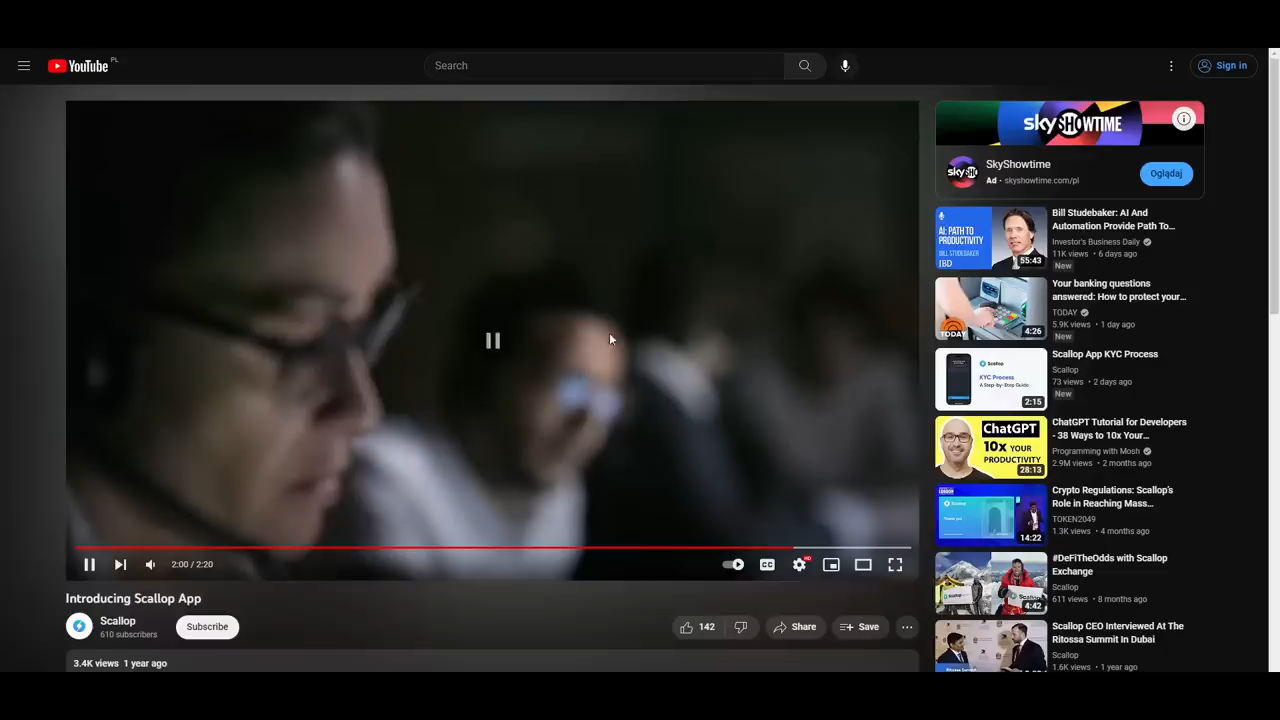 YouTube PL
Search
Sign in
2:00 / 2:20
CC
HD
Introducing Scallop App
Scallop
610 subscribers
Subscribe
142
Share
Save
3.4K views 1 year ago
sky SHOWTIME
SkyShowtime
Ad • skyshowtime.com/pl
Oglądaj
AI: PATH TO
PRODUCTIVITY
BILL STUDEBAKER
IBD
55:43
Bill Studebaker: AI And
Automation Provide Path To...
Investor's Business Daily
11K views • 6 days ago
New
TODAY
4:26
Your banking questions
answered: How to protect your...
TODAY
5.9K views • 1 day ago
New
Scallop
KYC Process
A Step-by-Step Guide
2:15
Scallop App KYC Process
Scallop
73 views • 2 days ago
New
ChatGPT
10x YOUR
PRODUCTIVITY
28:13
ChatGPT Tutorial for Developers
- 38 Ways to 10x Your...
Programming with Mosh
2.9M views • 2 months ago
14:22
Crypto Regulations: Scallop's
Role in Reaching Mass...
TOKEN2049
1.3K views • 4 months ago
4:42
#DeFiTheOdds with Scallop
Exchange
Scallop
611 views • 8 months ago
Scallop CEO Interviewed At The
Ritossa Summit In Dubai
Scallop
1.6K views • 1 year ago